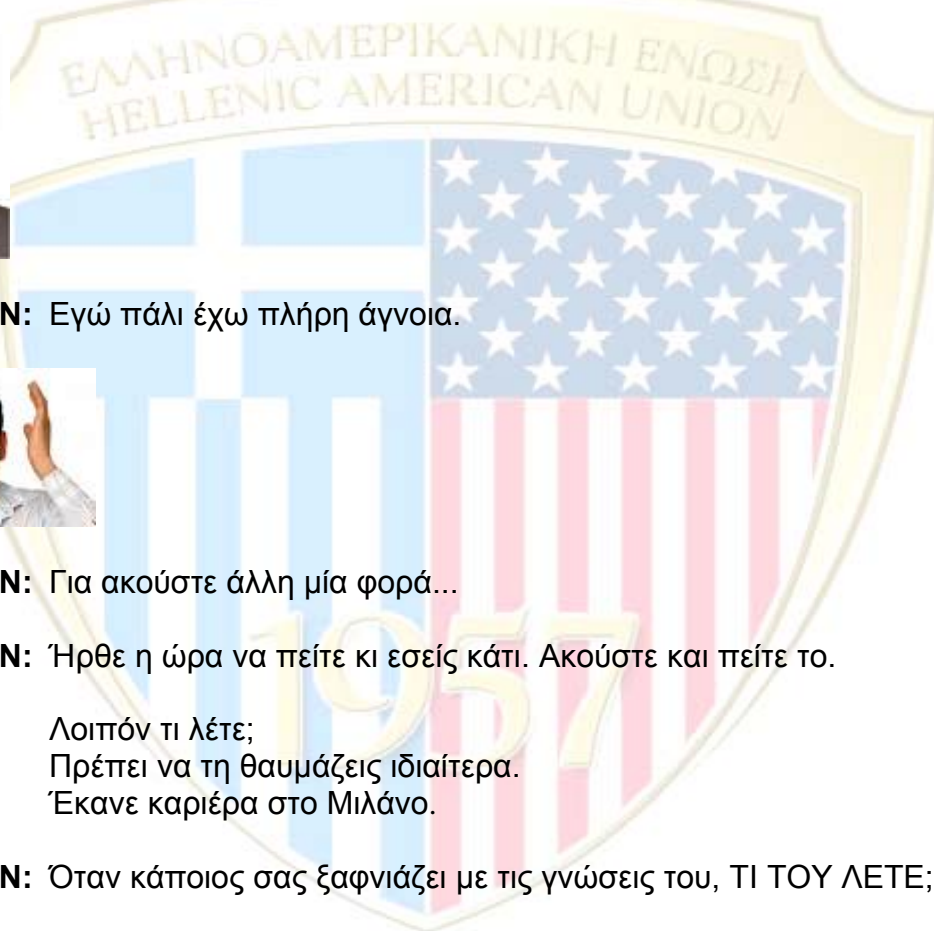 ΕΛΛΗΝΟΑΜΕΡΙΚΑΝΙΚΗ ΕΝΩΣΗ
HELLENIC AMERICAN UNION
N: Εγώ πάλι έχω πλήρη άγνοια.
N: Για ακούστε άλλη μία φορά...
1957
N: Ήρθε η ώρα να πείτε κι εσείς κάτι. Ακούστε και πείτε το.
Λοιπόν τι λέτε;
Πρέπει να τη θαυμάζεις ιδιαίτερα.
Έκανε καριέρα στο Μιλάνο.
N: Όταν κάποιος σας ξαφνιάζει με τις γνώσεις του, ΤΙ ΤΟΥ ΛΕΤΕ;